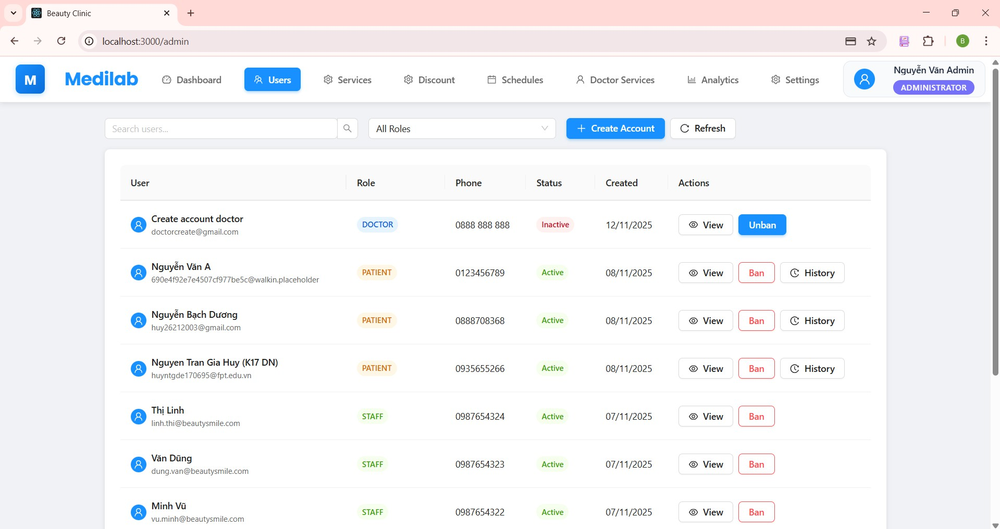 Beauty Clinic
localhost:3000/admin
B
M
Medilab
Dashboard
Users
Services
Discount
Schedules
Doctor Services
Analytics
Settings
Nguyễn Văn Admin
ADMINISTRATOR
Search users...
All Roles
Create Account
Refresh
User Role Phone Status Created Actions
Create account doctor
doctorcreate@gmail.com
DOCTOR 0888 888 888 Inactive 12/11/2025 View Unban
Nguyễn Văn A
690e4f92e7e4507cf977be5c@walkin.placeholder
PATIENT 0123456789 Active 08/11/2025 View Ban History
Nguyễn Bạch Dương
huy26212003@gmail.com
PATIENT 0888708368 Active 08/11/2025 View Ban History
Nguyen Tran Gia Huy (K17 DN)
huyntgde170695@fpt.edu.vn
PATIENT 0935655266 Active 08/11/2025 View Ban History
Thị Linh
linh.thi@beautysmile.com
STAFF 0987654324 Active 07/11/2025 View Ban
Văn Dũng
dung.van@beautysmile.com
STAFF 0987654323 Active 07/11/2025 View Ban
Minh Vũ
vu.minh@beautysmile.com
STAFF 0987654322 Active 07/11/2025 View Ban